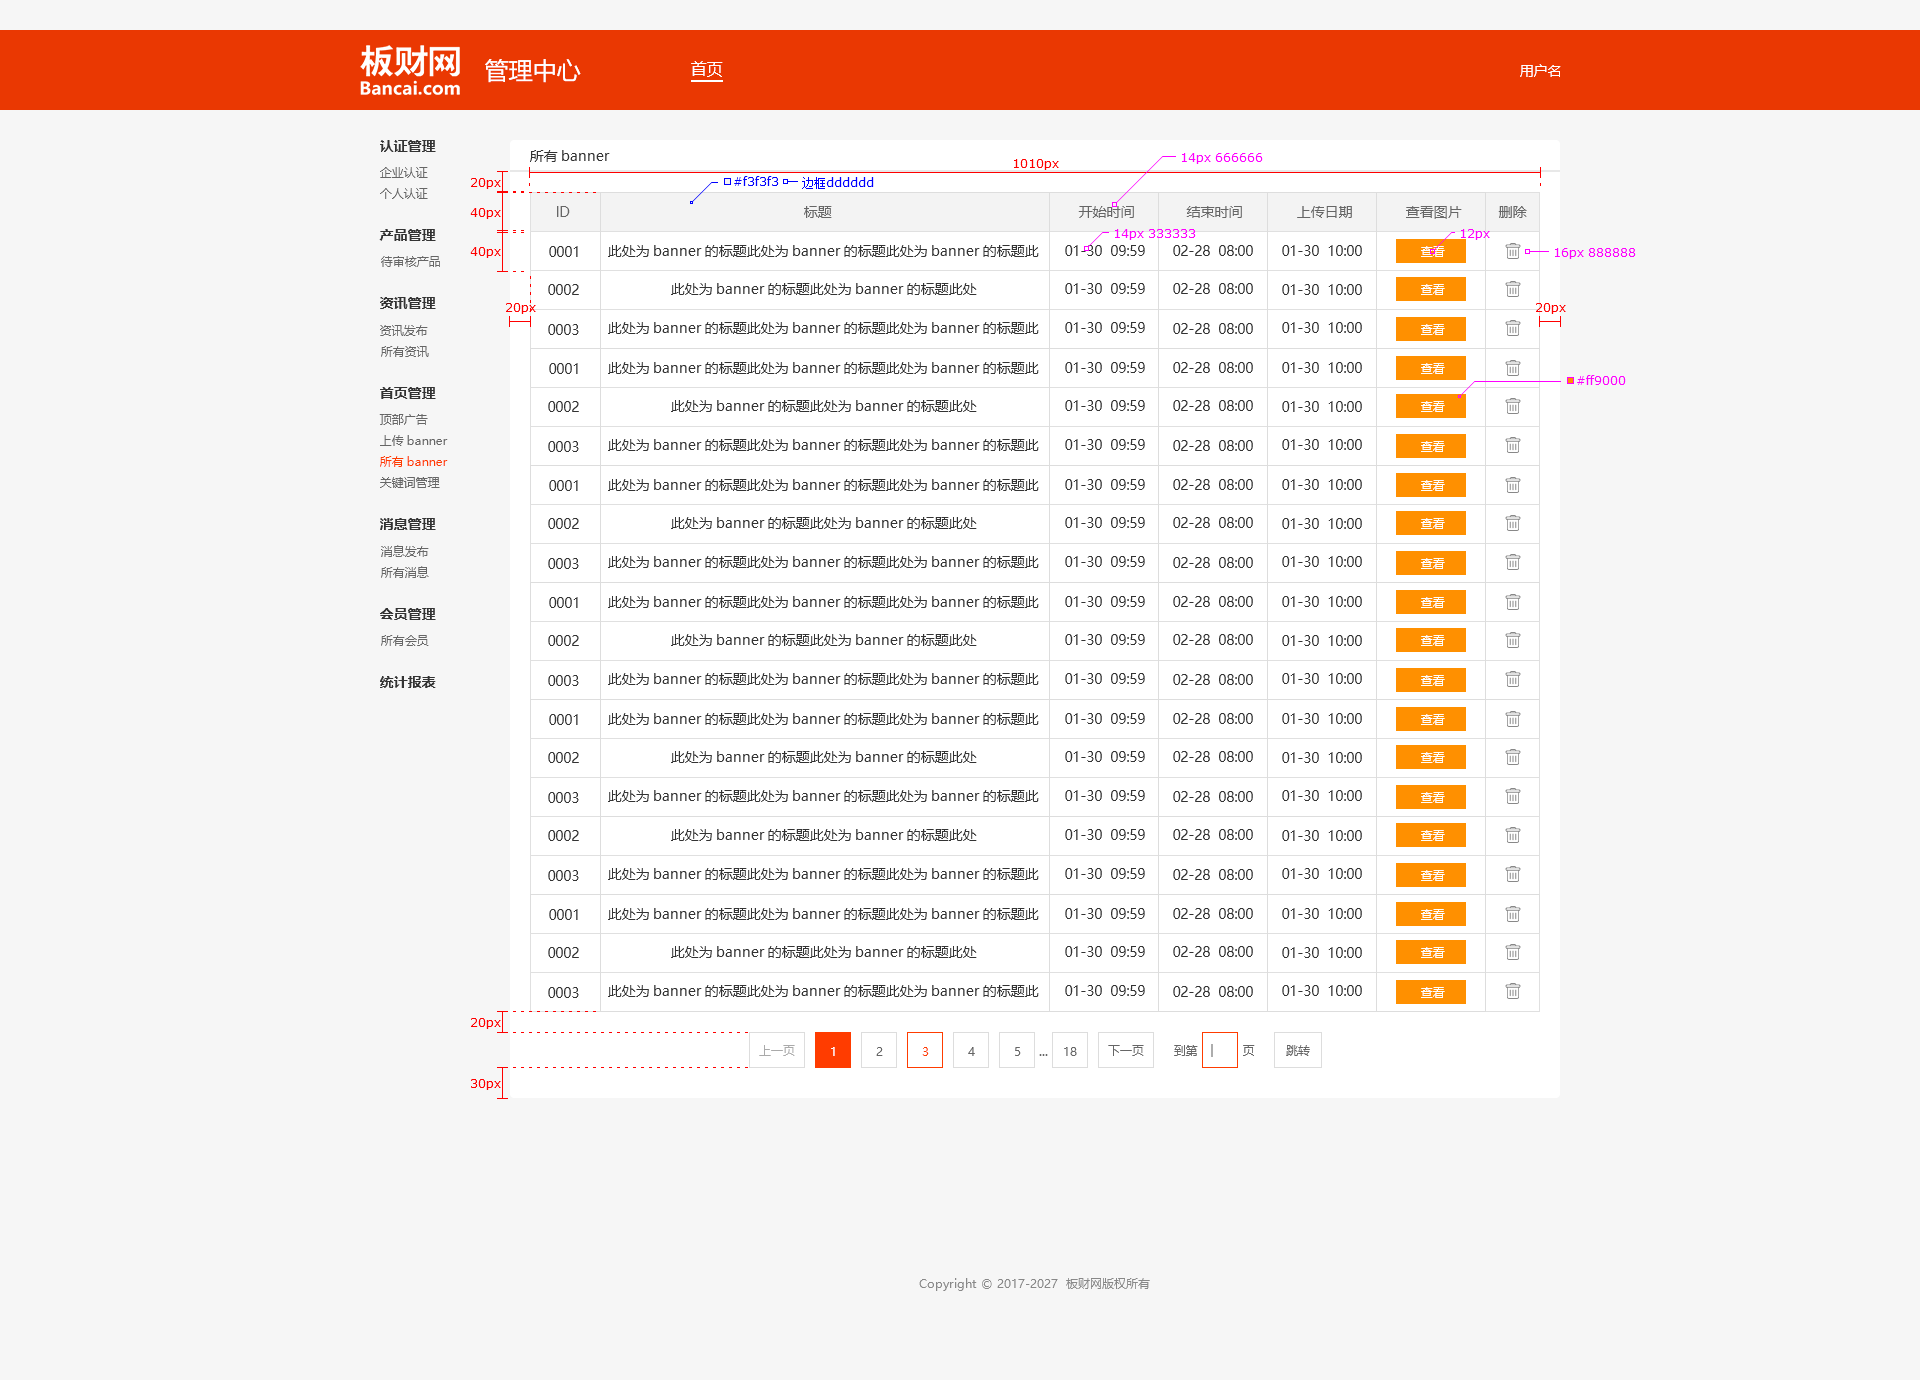 板财网 管理中心 首页 用户名
Bancai.com
认证管理
企业认证
个人认证
产品管理
待审核产品
资讯管理
资讯发布
所有资讯
首页管理
顶部广告
上传 banner
所有 banner
关键词管理
消息管理
消息发布
所有消息
会员管理
所有会员
统计报表
所有 banner
1010px
14px 666666
20px
#f3f3f3 边框dddddd
40px
ID 标题 开始时间 结束时间 上传日期 查看图片 删除
14px 333333
12px
40px
16px 888888
0001 此处为 banner 的标题此处为 banner 的标题此处为 banner 的标题此 01-30 09:59 02-28 08:00 01-30 10:00 查看
0002 此处为 banner 的标题此处为 banner 的标题此处 01-30 09:59 02-28 08:00 01-30 10:00 查看
20px 20px
0003 此处为 banner 的标题此处为 banner 的标题此处为 banner 的标题此 01-30 09:59 02-28 08:00 01-30 10:00 查看
0001 此处为 banner 的标题此处为 banner 的标题此处为 banner 的标题此 01-30 09:59 02-28 08:00 01-30 10:00 查看
#ff9000
0002 此处为 banner 的标题此处为 banner 的标题此处 01-30 09:59 02-28 08:00 01-30 10:00 查看
0003 此处为 banner 的标题此处为 banner 的标题此处为 banner 的标题此 01-30 09:59 02-28 08:00 01-30 10:00 查看
0001 此处为 banner 的标题此处为 banner 的标题此处为 banner 的标题此 01-30 09:59 02-28 08:00 01-30 10:00 查看
0002 此处为 banner 的标题此处为 banner 的标题此处 01-30 09:59 02-28 08:00 01-30 10:00 查看
0003 此处为 banner 的标题此处为 banner 的标题此处为 banner 的标题此 01-30 09:59 02-28 08:00 01-30 10:00 查看
0001 此处为 banner 的标题此处为 banner 的标题此处为 banner 的标题此 01-30 09:59 02-28 08:00 01-30 10:00 查看
0002 此处为 banner 的标题此处为 banner 的标题此处 01-30 09:59 02-28 08:00 01-30 10:00 查看
0003 此处为 banner 的标题此处为 banner 的标题此处为 banner 的标题此 01-30 09:59 02-28 08:00 01-30 10:00 查看
0001 此处为 banner 的标题此处为 banner 的标题此处为 banner 的标题此 01-30 09:59 02-28 08:00 01-30 10:00 查看
0002 此处为 banner 的标题此处为 banner 的标题此处 01-30 09:59 02-28 08:00 01-30 10:00 查看
0003 此处为 banner 的标题此处为 banner 的标题此处为 banner 的标题此 01-30 09:59 02-28 08:00 01-30 10:00 查看
0002 此处为 banner 的标题此处为 banner 的标题此处 01-30 09:59 02-28 08:00 01-30 10:00 查看
0003 此处为 banner 的标题此处为 banner 的标题此处为 banner 的标题此 01-30 09:59 02-28 08:00 01-30 10:00 查看
0001 此处为 banner 的标题此处为 banner 的标题此处为 banner 的标题此 01-30 09:59 02-28 08:00 01-30 10:00 查看
0002 此处为 banner 的标题此处为 banner 的标题此处 01-30 09:59 02-28 08:00 01-30 10:00 查看
0003 此处为 banner 的标题此处为 banner 的标题此处为 banner 的标题此 01-30 09:59 02-28 08:00 01-30 10:00 查看
20px
上一页 1 2 3 4 5 ... 18 下一页 到第 | 页 跳转
30px
Copyright © 2017-2027 板财网版权所有